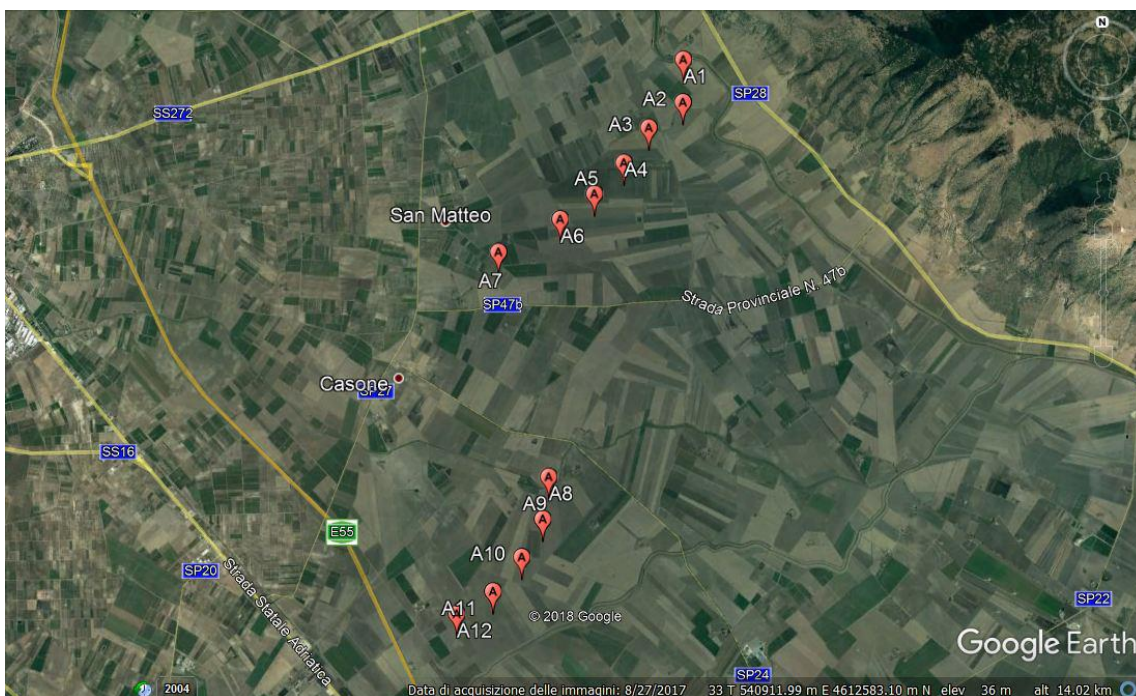 N
A1
A
SP28
A2
A
SS272
A3
A
A
A4
A5
A
San Matteo
A
A6
A
A7
Strada Provinciale N. 47b
SP47b
Casone
SP27
SS16
A
A9
A8
A
E55
A10
A
Strada Statale Adriatica
SP20
A
SP22
A11
A
A12
© 2018 Google
Google Earth
SP24
2004
Data di acquisizione delle immagini: 8/27/2017 33 T 540911.99 m E 4612583.10 m N elev 36 m alt 14.02 km